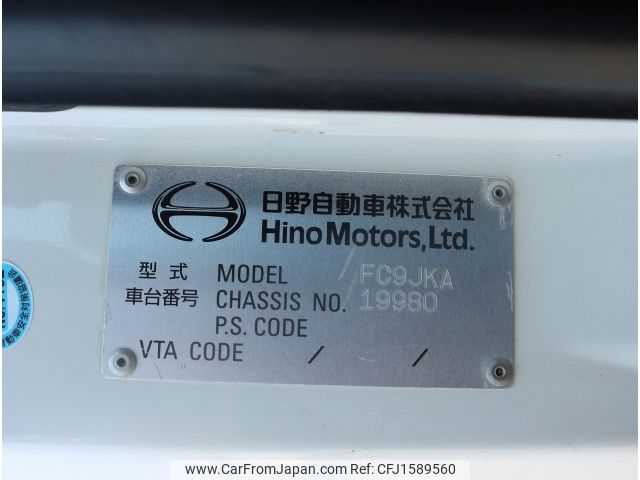 日野自動車株式会社
Hino Motors, Ltd.
型式 MODEL FC9JKA
車台番号 CHASSIS NO. 19980
P.S. CODE
VTA CODE / /
www.CarFromJapan.com Ref: CFJ1589560